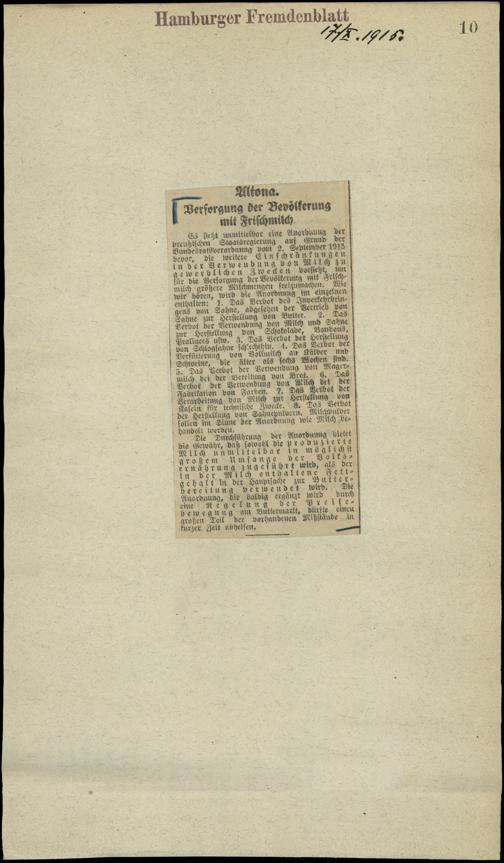 Hamburger Fremdenblatt
17/X. 1915.
10
Altona.
Versorgung der Bevölkerung
mit Frischmilch
Es steht unmittelbar eine Anordnung der
preußischen Staatsregierung auf Grund der
Bundesratsverordnung vom 2. September 1915
bevor, die weitere Einschränkungen
in der Verwendung von Milch zu
gewerblichen Zwecken vorsieht, um
für die Versorgung der Bevölkerung mit Frisch-
milch größere Milchmengen freizumachen. Wie
wir hören, wird die Anordnung im einzelnen
enthalten: 1. Das Verbot des Inverkehrbrin-
gens von Sahne, abgesehen der Vertrieb von
Sahne zur Herstellung von Butter. 2. Das
Verbot der Verwendung von Milch und Sahne
zur Herstellung von Schokolade, Bonbons,
Pralinees usw. 3. Das Verbot der Herstellung
von Schlagsahne schlechthin. 4. Das Verbot der
Verfütterung von Vollmilch an Kälber und
Schweine, die älter als sechs Wochen sind.
5. Das Verbot der Verwendung von Mager-
milch bei der Bereitung von Brot. 6. Das
Verbot der Verwendung von Milch bei der
Fabrikation von Farben. 7. Das Verbot der
Verarbeitung von Milch zur Herstellung von
Kasein für technische Zwecke. 8. Das Verbot
der Herstellung von Sahnepulvern. Milchpulver
sollen im Sinne der Anordnung wie Milch be-
handelt werden.
Die Durchführung der Anordnung bietet
die Gewähr, daß sowohl die produzierte
Milch unmittelbar in möglichst
großem Umfange der Volks-
ernährung zugeführt wird, als der
in der Milch enthaltene Fett-
gehalt in der Hauptsache zur Butter-
bereitung verwendet wird. Die
Anordnung, die baldig ergänzt wird durch
eine Regelung der Preise-
bewegung am Buttermarkt, dürfte einen
großen Teil der vorhandenen Mißstände in
kurzer Zeit abhelfen.